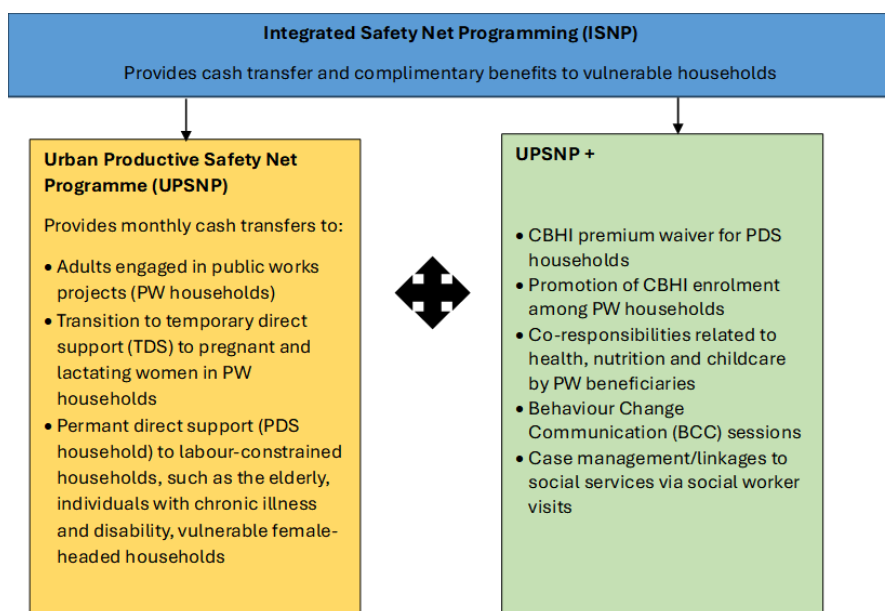 Integrated Safety Net Programming (ISNP)
Provides cash transfer and complimentary benefits to vulnerable households
Urban Productive Safety Net
Programme (UPSNP)
Provides monthly cash transfers to:
• Adults engaged in public works
projects (PW households)
• Transition to temporary direct
support (TDS) to pregnant and
lactating women in PW
households
• Permant direct support (PDS
household) to labour-constrained
households, such as the elderly,
individuals with chronic illness
and disability, vulnerable female-
headed households
UPSNP +
• CBHI premium waiver for PDS
households
• Promotion of CBHI enrolment
among PW households
• Co-responsibilities related to
health, nutrition and childcare
by PW beneficiaries
• Behaviour Change
Communication (BCC) sessions
• Case management/linkages to
social services via social worker
visits